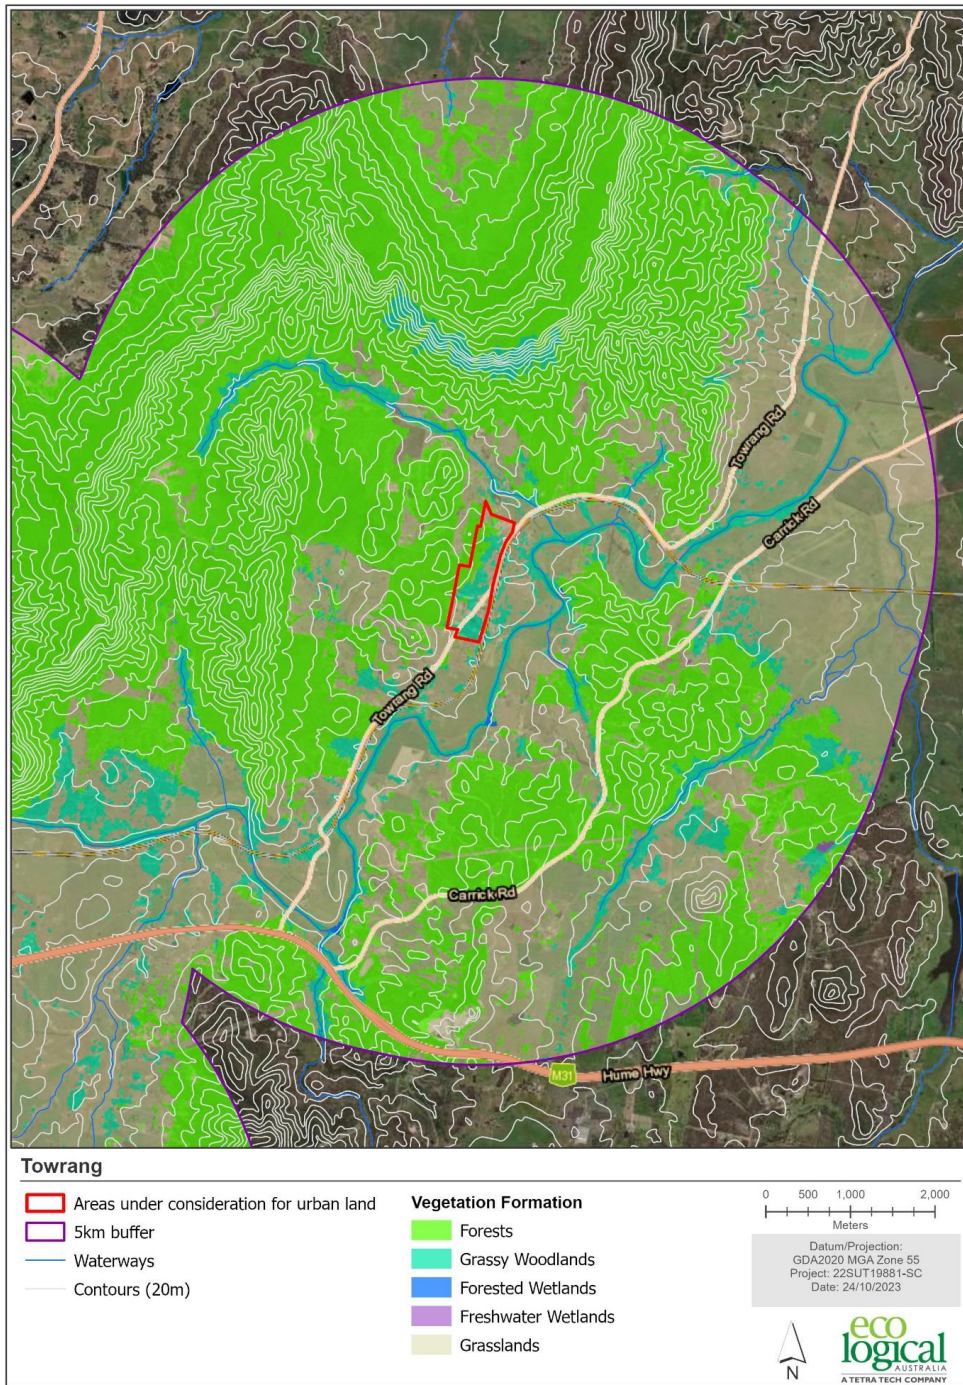 Towrang Rd
Carrick Rd
Towrang Rd
Carrick Rd
M31
Hume Hwy
Towrang
Areas under consideration for urban land
5km buffer
Waterways
Contours (20m)
Vegetation Formation
Forests
Grassy Woodlands
Forested Wetlands
Freshwater Wetlands
Grasslands
0 500 1,000 2,000
Meters
Datum/Projection:
GDA2020 MGA Zone 55
Project: 22SUT19881-SC
Date: 24/10/2023
N
eco
logical
AUSTRALIA
A TETRA TECH COMPANY